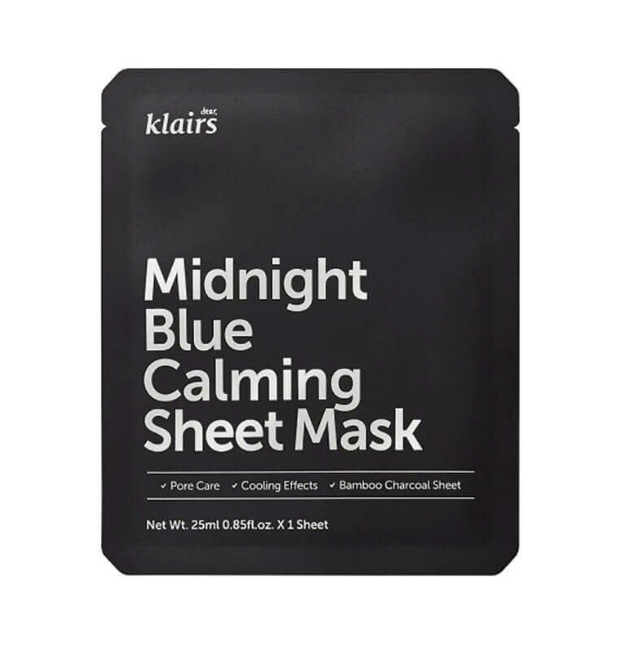 dear,
klairs
Midnight
Blue
Calming
Sheet Mask
✓ Pore Care ✓ Cooling Effects ✓ Bamboo Charcoal Sheet
Net Wt. 25ml 0.85fl.oz. X 1 Sheet